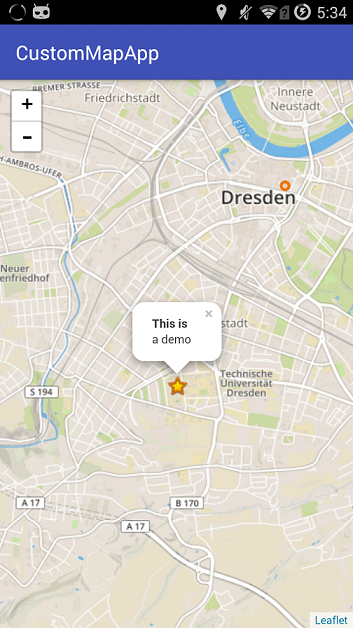 5:34
CustomMapApp
+
-
BREMER STRASSE
Friedrichstadt
Innere
Neustadt
H-AMBROS-UFER
Elbe
Dresden
Neuer
enfriedhof
This is
a demo
×
stadt
Technische
Universität
Dresden
S 194
A 17
B 170
A 17
Leaflet